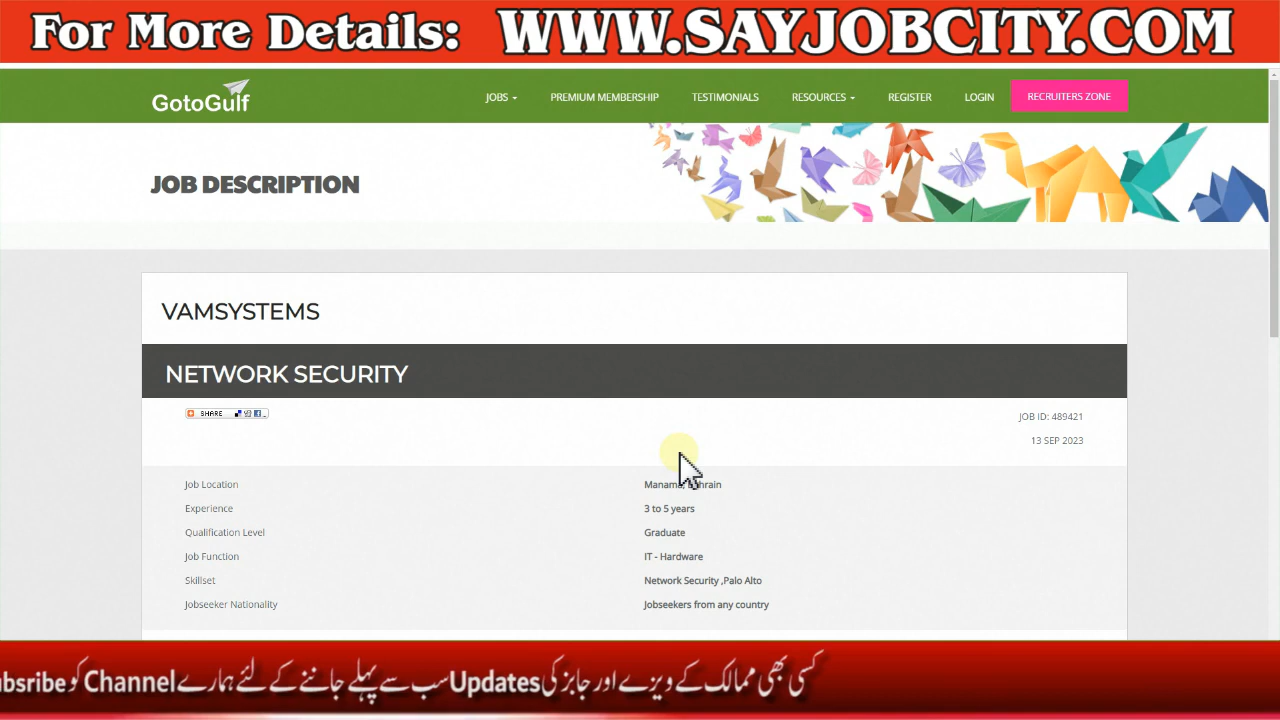 For More Details: WWW.SAYJOBCITY.COM
GotoGulf
JOBS PREMIUM MEMBERSHIP TESTIMONIALS RESOURCES REGISTER LOGIN RECRUITERS ZONE
JOB DESCRIPTION
VAMSYSTEMS
NETWORK SECURITY
SHARE
JOB ID: 489421
13 SEP 2023
Job Location Manama, Bahrain
Experience 3 to 5 years
Qualification Level Graduate
Job Function IT - Hardware
Skillset Network Security ,Palo Alto
Jobseeker Nationality Jobseekers from any country
کسی بھی ممالک کے ویزے اور جابز کی Updates سب سے پہلے جاننے کے لئے ہمارے Channel کو ubsribe